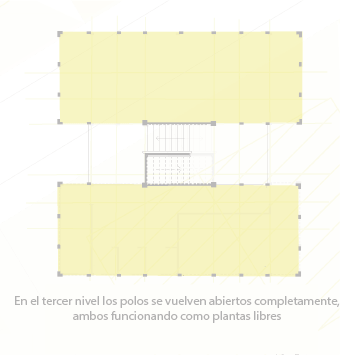 En el tercer nivel los polos se vuelven abiertos completamente,
ambos funcionando como plantas libres